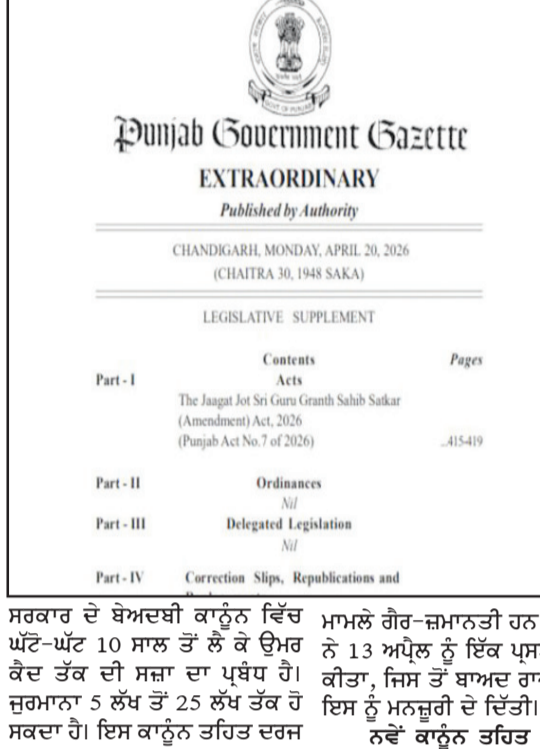 Punjab Government Gazette
EXTRAORDINARY
Published by Authority
CHANDIGARH, MONDAY, APRIL 20, 2026
(CHAITRA 30, 1948 SAKA)
LEGISLATIVE SUPPLEMENT
Contents Pages
Part - I Acts
The Jaagat Jot Sri Guru Granth Sahib Satkar
(Amendment) Act, 2026
(Punjab Act No.7 of 2026) ..415-419
Part - II Ordinances
Nil
Part - III Delegated Legislation
Nil
Part - IV Correction Slips, Republications and
ਸਰਕਾਰ ਦੇ ਬੇਅਦਬੀ ਕਾਨੂੰਨ ਵਿੱਚ
ਘੱਟੋ-ਘੱਟ 10 ਸਾਲ ਤੋਂ ਲੈ ਕੇ ਉਮਰ
ਕੈਦ ਤੱਕ ਦੀ ਸਜ਼ਾ ਦਾ ਪ੍ਰਬੰਧ ਹੈ।
ਜੁਰਮਾਨਾ 5 ਲੱਖ ਤੋਂ 25 ਲੱਖ ਤੱਕ ਹੋ
ਸਕਦਾ ਹੈ। ਇਸ ਕਾਨੂੰਨ ਤਹਿਤ ਦਰਜ
ਮਾਮਲੇ ਗੈਰ-ਜ਼ਮਾਨਤੀ ਹਨ
ਨੇ 13 ਅਪ੍ਰੈਲ ਨੂੰ ਇੱਕ
ਕੀਤਾ, ਜਿਸ ਤੋਂ ਬਾਅਦ
ਇਸ ਨੂੰ ਮਨਜ਼ੂਰੀ ਦੇ ਦਿੱਤੀ।
ਨਵੇਂ ਕਾਨੂੰਨ ਤਹਿਤ